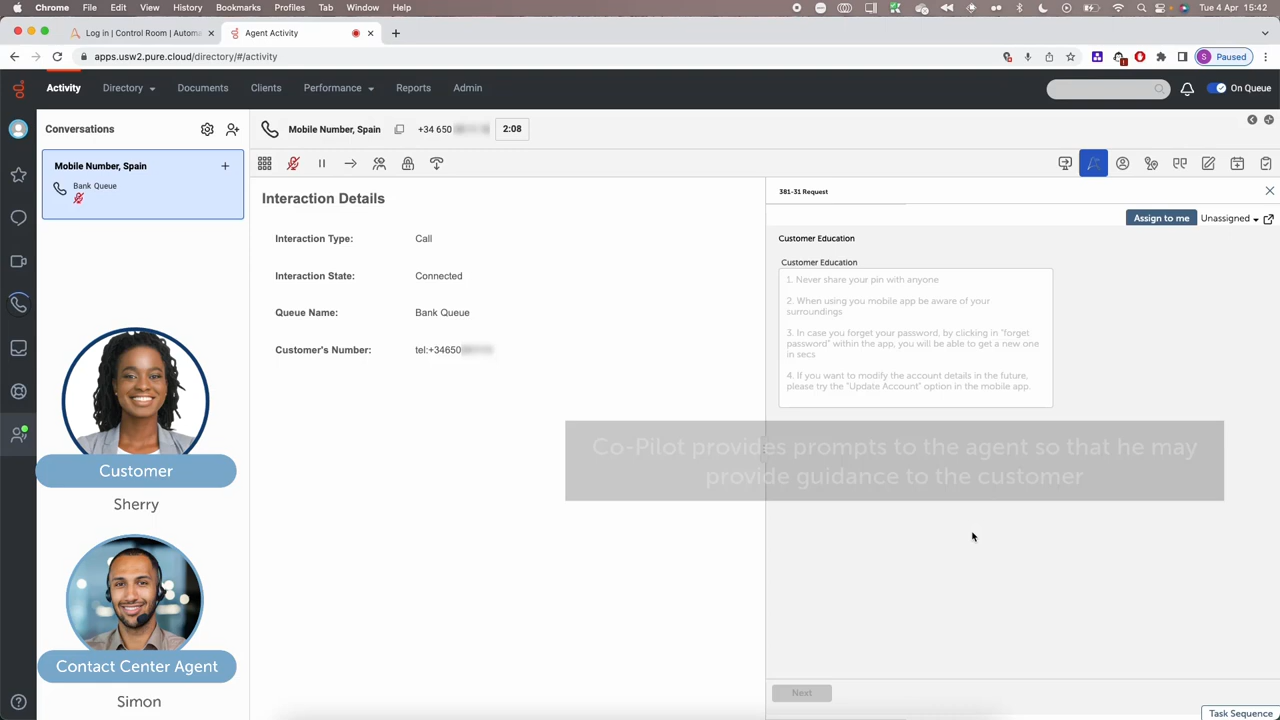 Chrome File Edit View History Bookmarks Profiles Tab Window Help
Tue 4 Apr 15:42
Log in | Control Room | Automa
Agent Activity
apps.usw2.pure.cloud/directory/#/activity
S Paused
Activity Directory Documents Clients Performance Reports Admin
On Queue
Conversations
Mobile Number, Spain
Bank Queue
Mobile Number, Spain +34 650
2:08
Interaction Details
Interaction Type: Call
Interaction State: Connected
Queue Name: Bank Queue
Customer's Number: tel:+34650
381-31 Request
Assign to me Unassigned
Customer Education
Customer Education
1. Never share your pin with anyone
2. When using you mobile app be aware of your
surroundings
3. In case you forget your password, by clicking in "forget
password" within the app, you will be able to get a new one
in secs
4. If you want to modify the account details in the future,
please try the "Update Account" option in the mobile app.
Co-Pilot provides prompts to the agent so that he may
provide guidance to the customer
Customer
Sherry
Contact Center Agent
Simon
Next
Task Sequence